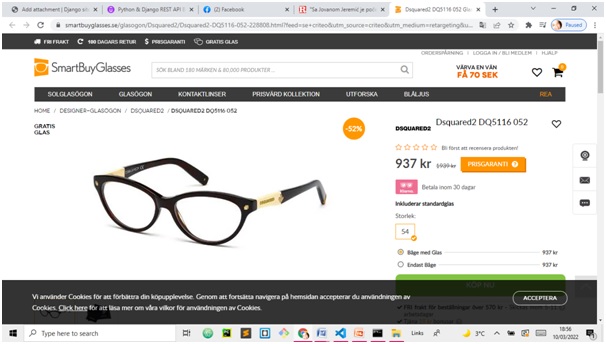 Add attachment | Django sit
Python & Django REST API
(2) Facebook
"Sa Jovanom Jeremić je poč
Dsquared2 DQ5116 052
smartbuyglasses.se/glasogon/Dsquared2/Dsquared2-DQ5116-052-228808.html?feed=se+criteo&utm_source=criteo&utm_medium=retargeting&u...
Paused
FRI FRAKT
100 DAGARS RETUR
PRISGARANTI
GRATIS GLAS
ORDERSPÅRNING
LOGGA IN / BLI MEDLEM
HJÄLP
SmartBuyGlasses
SÖK BLAND 180 MÄRKEN & 80,000 PRODUKTER...
VÄRVA EN VÄN
FÅ 70 SEK
0
SOLGLASÖGON
GLASÖGON
KONTAKTLINSER
PRISVÄRD KOLLEKTION
UTFORSKA
BLÅLJUS
REA
HOME / DESIGNER-GLASÖGON / DSQUARED2 / DSQUARED2 DQ5116 052
GRATIS
GLAS
-52%
DSQUARED2
Dsquared2 DQ5116 052
Bli först att recensera produkten!
937 kr
1939 kr
PRISGARANTI
Klarna.
Betala inom 30 dagar
Inkluderar standardglas
Storlek:
54
Båge med Glas
937 kr
Endast Båge
937 kr
KÖP NU
Vi använder Cookies för att förbättra din köpupplevelse. Genom att fortsätta navigera på hemsidan accepterar du användningen av
Cookies. Click here för att läsa mer om våra vilkor för användningen av Cookies.
ACCEPTERA
Type here to search
Links
3°C
18:56
10/03/2022